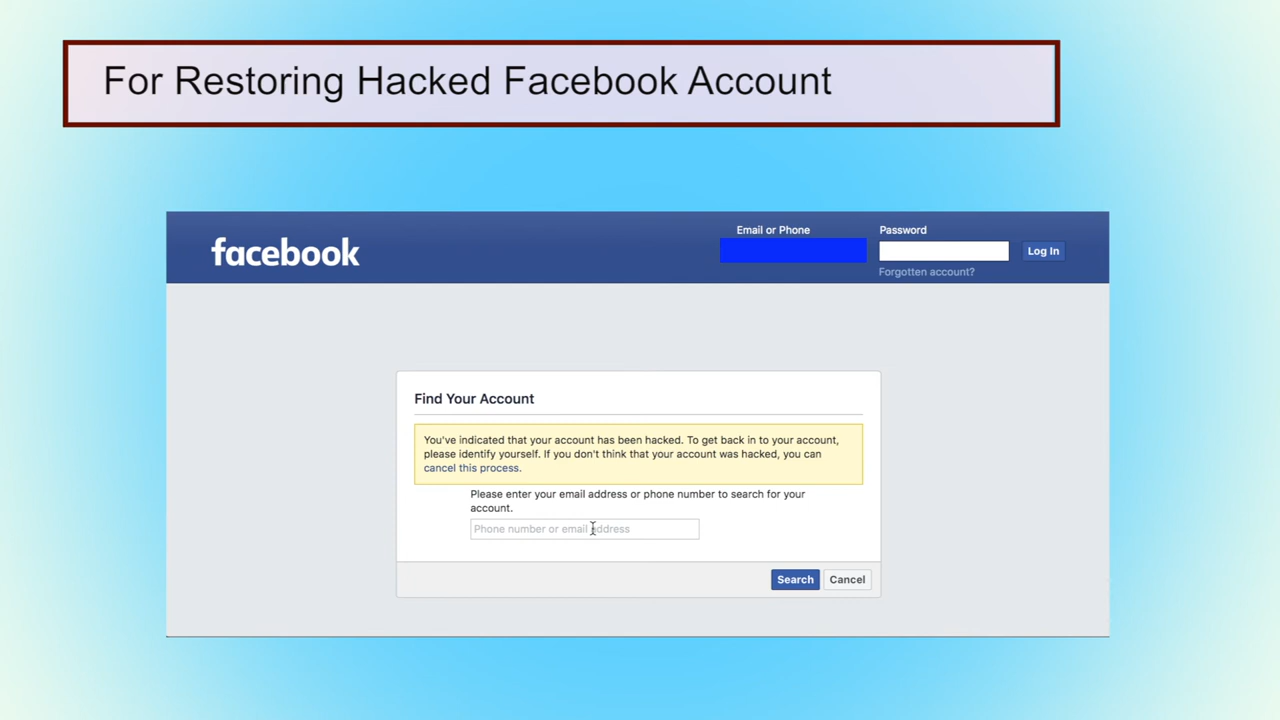 For Restoring Hacked Facebook Account
facebook
Email or Phone
Password
Log In
Forgotten account?
Find Your Account
You've indicated that your account has been hacked. To get back in to your account,
please identify yourself. If you don't think that your account was hacked, you can
cancel this process.
Please enter your email address or phone number to search for your
account.
Phone number or email address
Search
Cancel